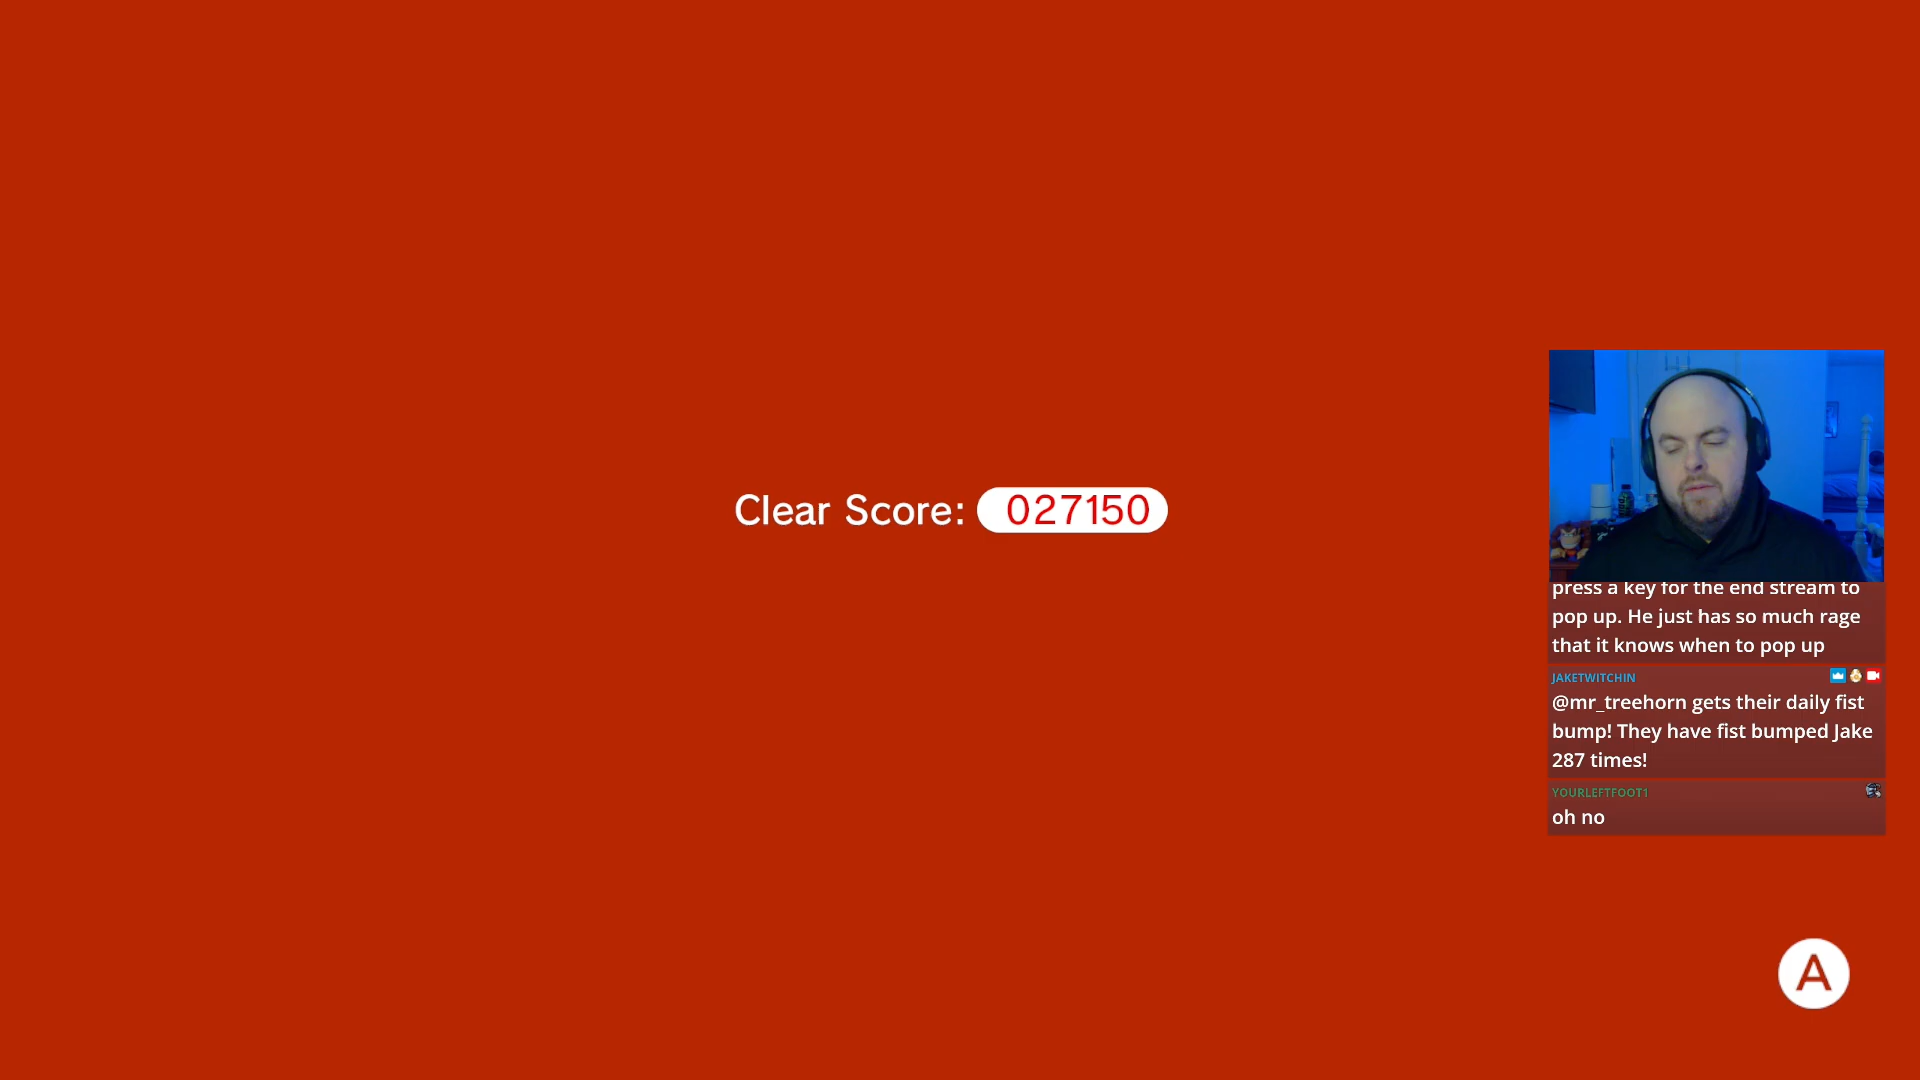 Clear Score: 027150
press a key for the end stream to
pop up. He just has so much rage
that it knows when to pop up
JAKETWITCHIN
@mr_treehorn gets their daily fist
bump! They have fist bumped Jake
287 times!
YOURLEFTFOOT1
oh no
A